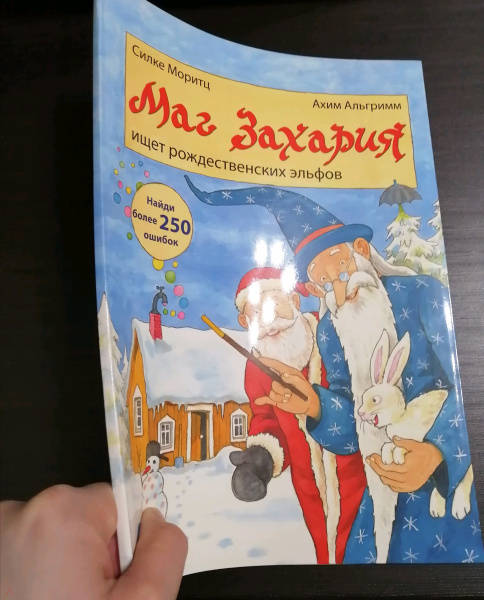 Силке Моритц
Ахим Альгримм
Маг Захария
ищет рождественских эльфов
Найди
более 250
ошибок